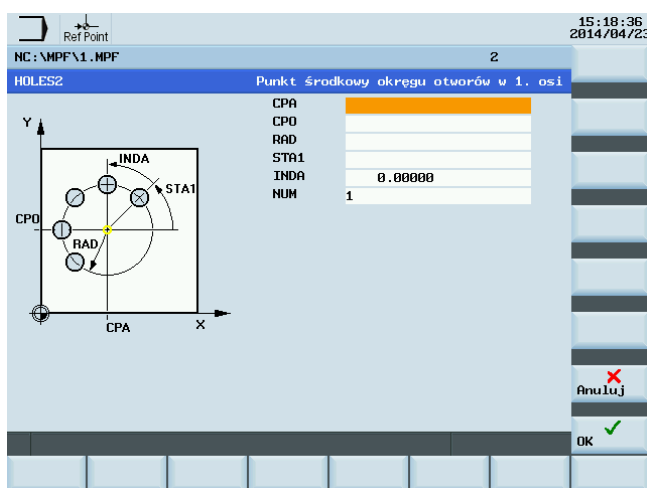 Ref Point
15:18:36
2014/04/23
NC:\MPF\1.MPF 2
HOLES2 Punkt środkowy okręgu otworów w 1. osi
CPA
CPO
RAD
STA1
INDA 0.00000
NUM 1
Y
INDA
STA1
CPO
RAD
CPA
X
Anuluj
OK